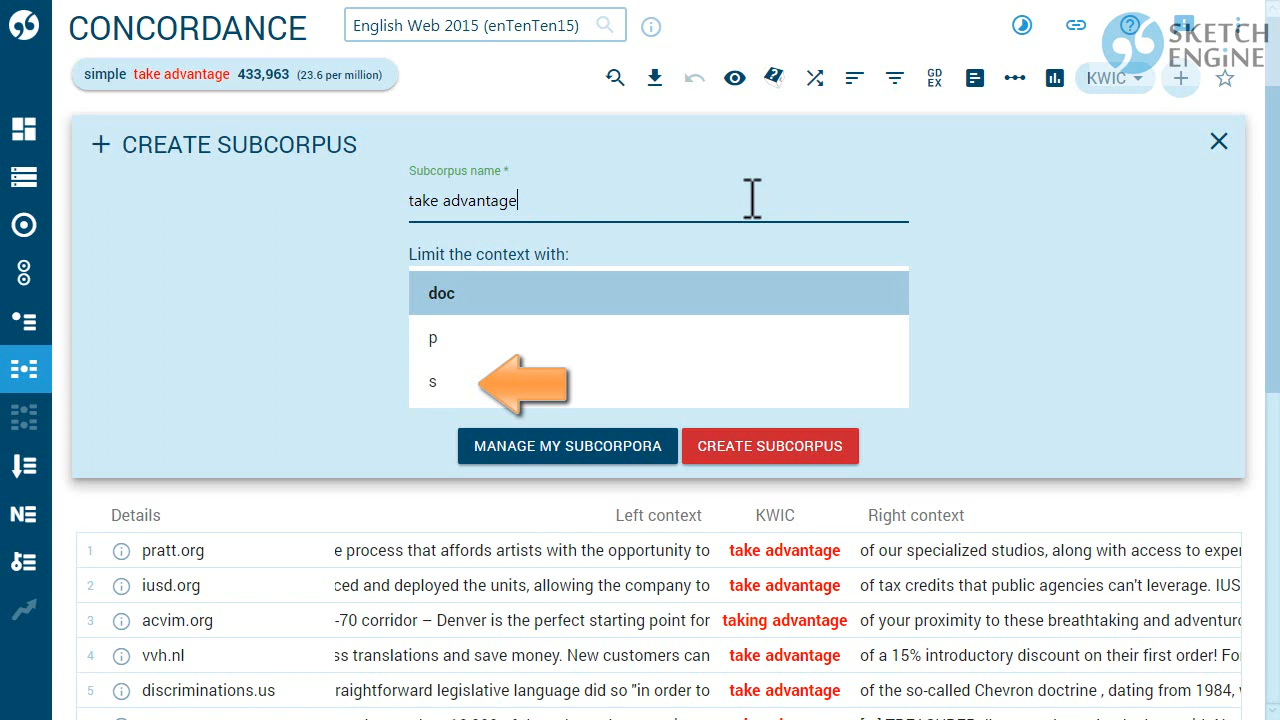 CONCORDANCE
English Web 2015 (enTenTen15)
SKETCH
ENGINE
simple take advantage 433,963 (23.6 per million)
GD
EX
KWIC
CREATE SUBCORPUS
Subcorpus name *
take advantage
Limit the context with:
doc
p
s
MANAGE MY SUBCORPORA
CREATE SUBCORPUS
Details Left context KWIC Right context
1 pratt.org e process that affords artists with the opportunity to take advantage of our specialized studios, along with access to exper
2 iusd.org ced and deployed the units, allowing the company to take advantage of tax credits that public agencies can't leverage. IUS
3 acvim.org -70 corridor – Denver is the perfect starting point for taking advantage of your proximity to these breathtaking and adventur
4 vvh.nl ss translations and save money. New customers can take advantage of a 15% introductory discount on their first order! Fo
5 discriminations.us raightforward legislative language did so "in order to take advantage of the so-called Chevron doctrine , dating from 1984,